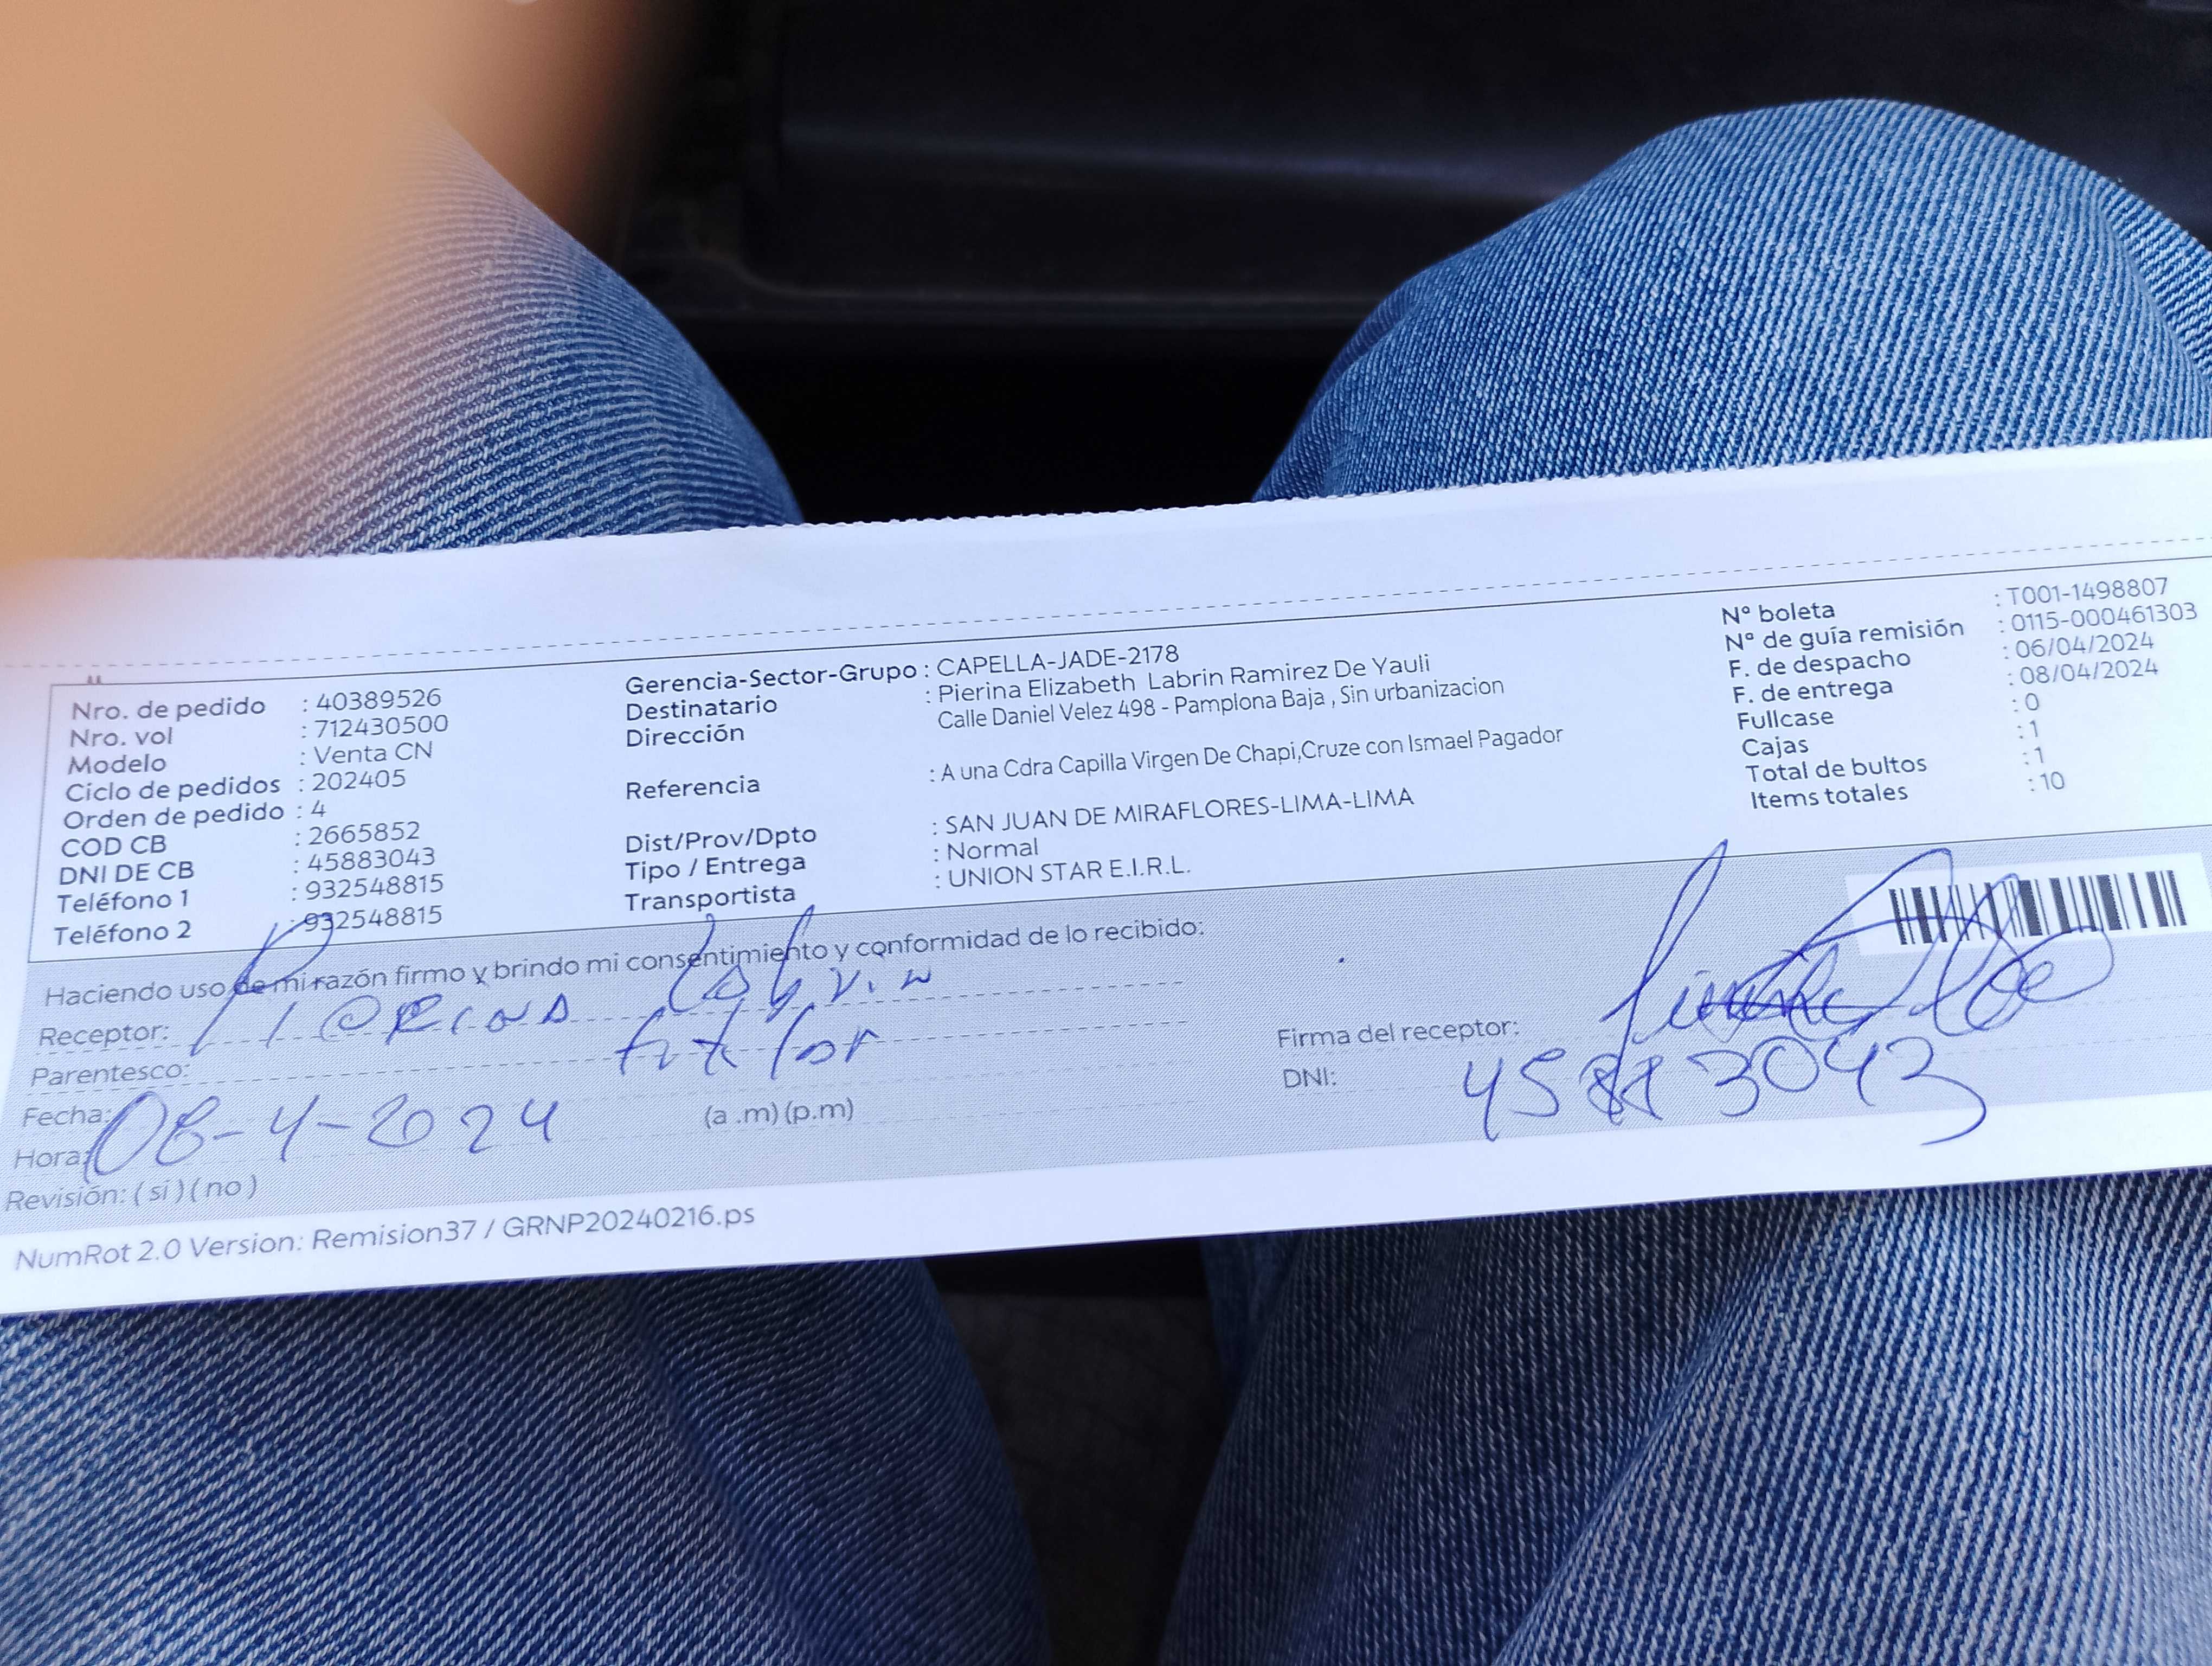 Nro. de pedido : 40389526
Nro. vol : 712430500
Modelo : Venta CN
Ciclo de pedidos : 202405
Orden de pedido : 4
COD CB : 2665852
DNI DE CB : 45883043
Teléfono 1 : 932548815
Teléfono 2 : 932548815
Gerencia-Sector-Grupo : CAPELLA-JADE-2178
Destinatario : Pierina Elizabeth Labrin Ramirez De Yauli
Dirección Calle Daniel Velez 498 - Pamplona Baja , Sin urbanizacion
Referencia : A una Cdra Capilla Virgen De Chapi,Cruze con Ismael Pagador
Dist/Prov/Dpto : SAN JUAN DE MIRAFLORES-LIMA-LIMA
Tipo / Entrega : Normal
Transportista : UNION STAR E.I.R.L.
N° boleta : T001-1498807
N° de guía remisión : 0115-000461303
F. de despacho : 06/04/2024
F. de entrega : 08/04/2024
Fullcase : 0
Cajas : 1
Total de bultos : 1
Items totales : 10
Haciendo uso de mi razón firmo y brindo mi consentimiento y conformidad de lo recibido:
Receptor: Pierina Labrin
Parentesco: titular
Fecha: 08-4-2024
Hora: (a .m) (p.m)
Revisión: ( si ) ( no )
Firma del receptor:
DNI: 45883043
NumRot 2.0 Version: Remision37 / GRNP20240216.ps